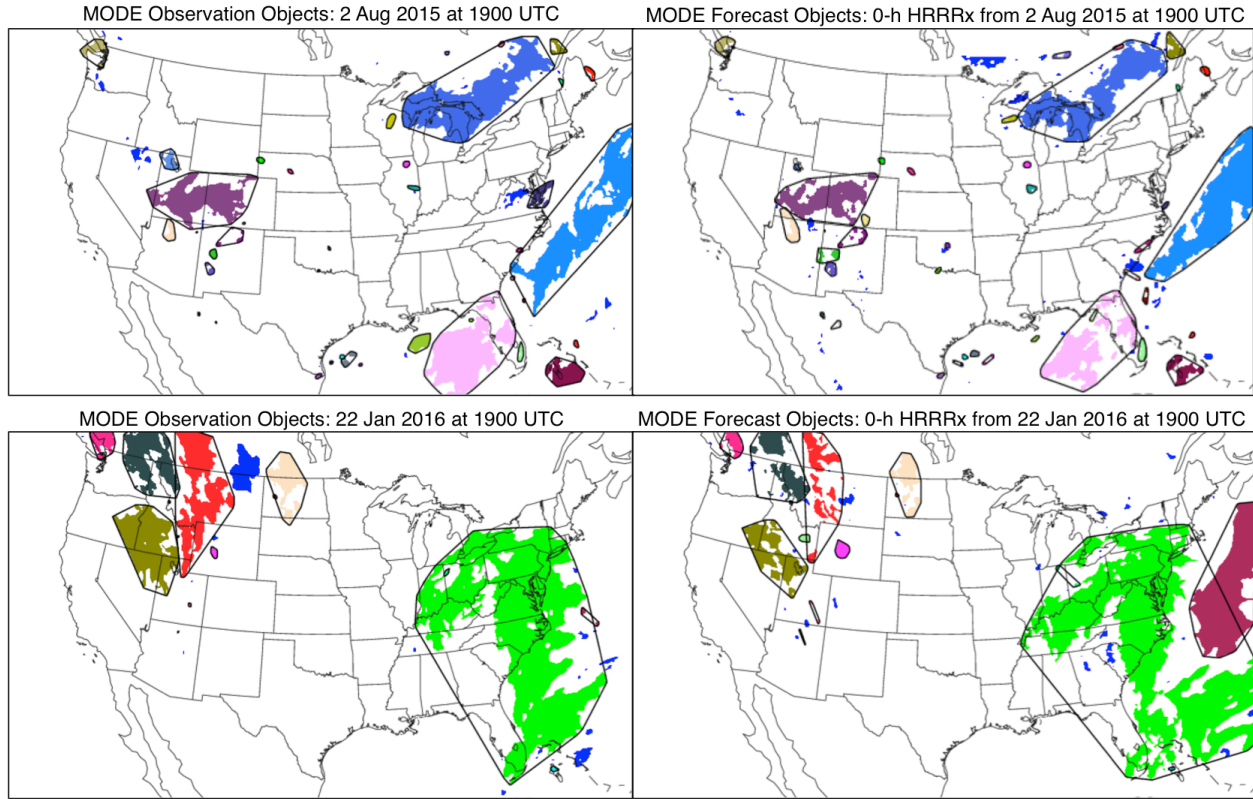 MODE Observation Objects: 2 Aug 2015 at 1900 UTC
MODE Forecast Objects: 0-h HRRRx from 2 Aug 2015 at 1900 UTC
MODE Observation Objects: 22 Jan 2016 at 1900 UTC
MODE Forecast Objects: 0-h HRRRx from 22 Jan 2016 at 1900 UTC